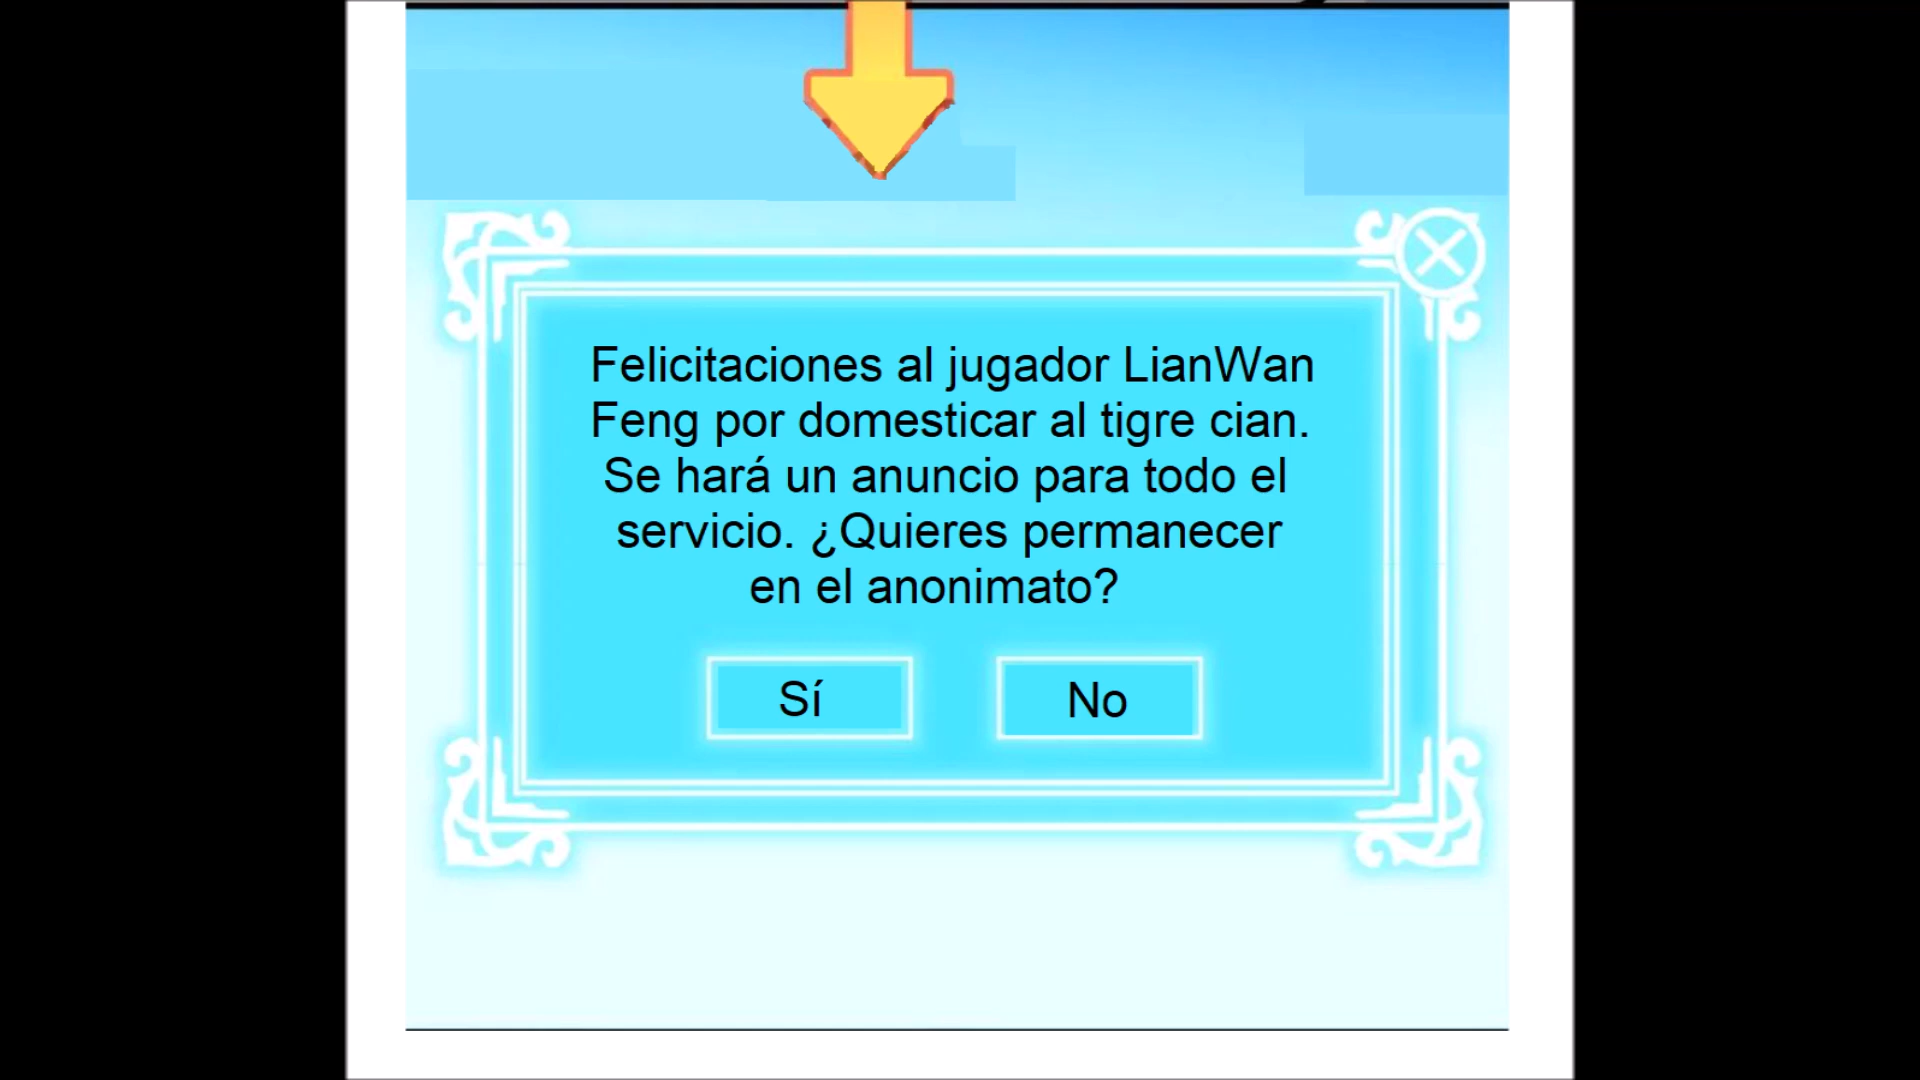 Felicitaciones al jugador LianWan
Feng por domesticar al tigre cian.
Se hará un anuncio para todo el
servicio. ¿Quieres permanecer
en el anonimato?
Sí
No